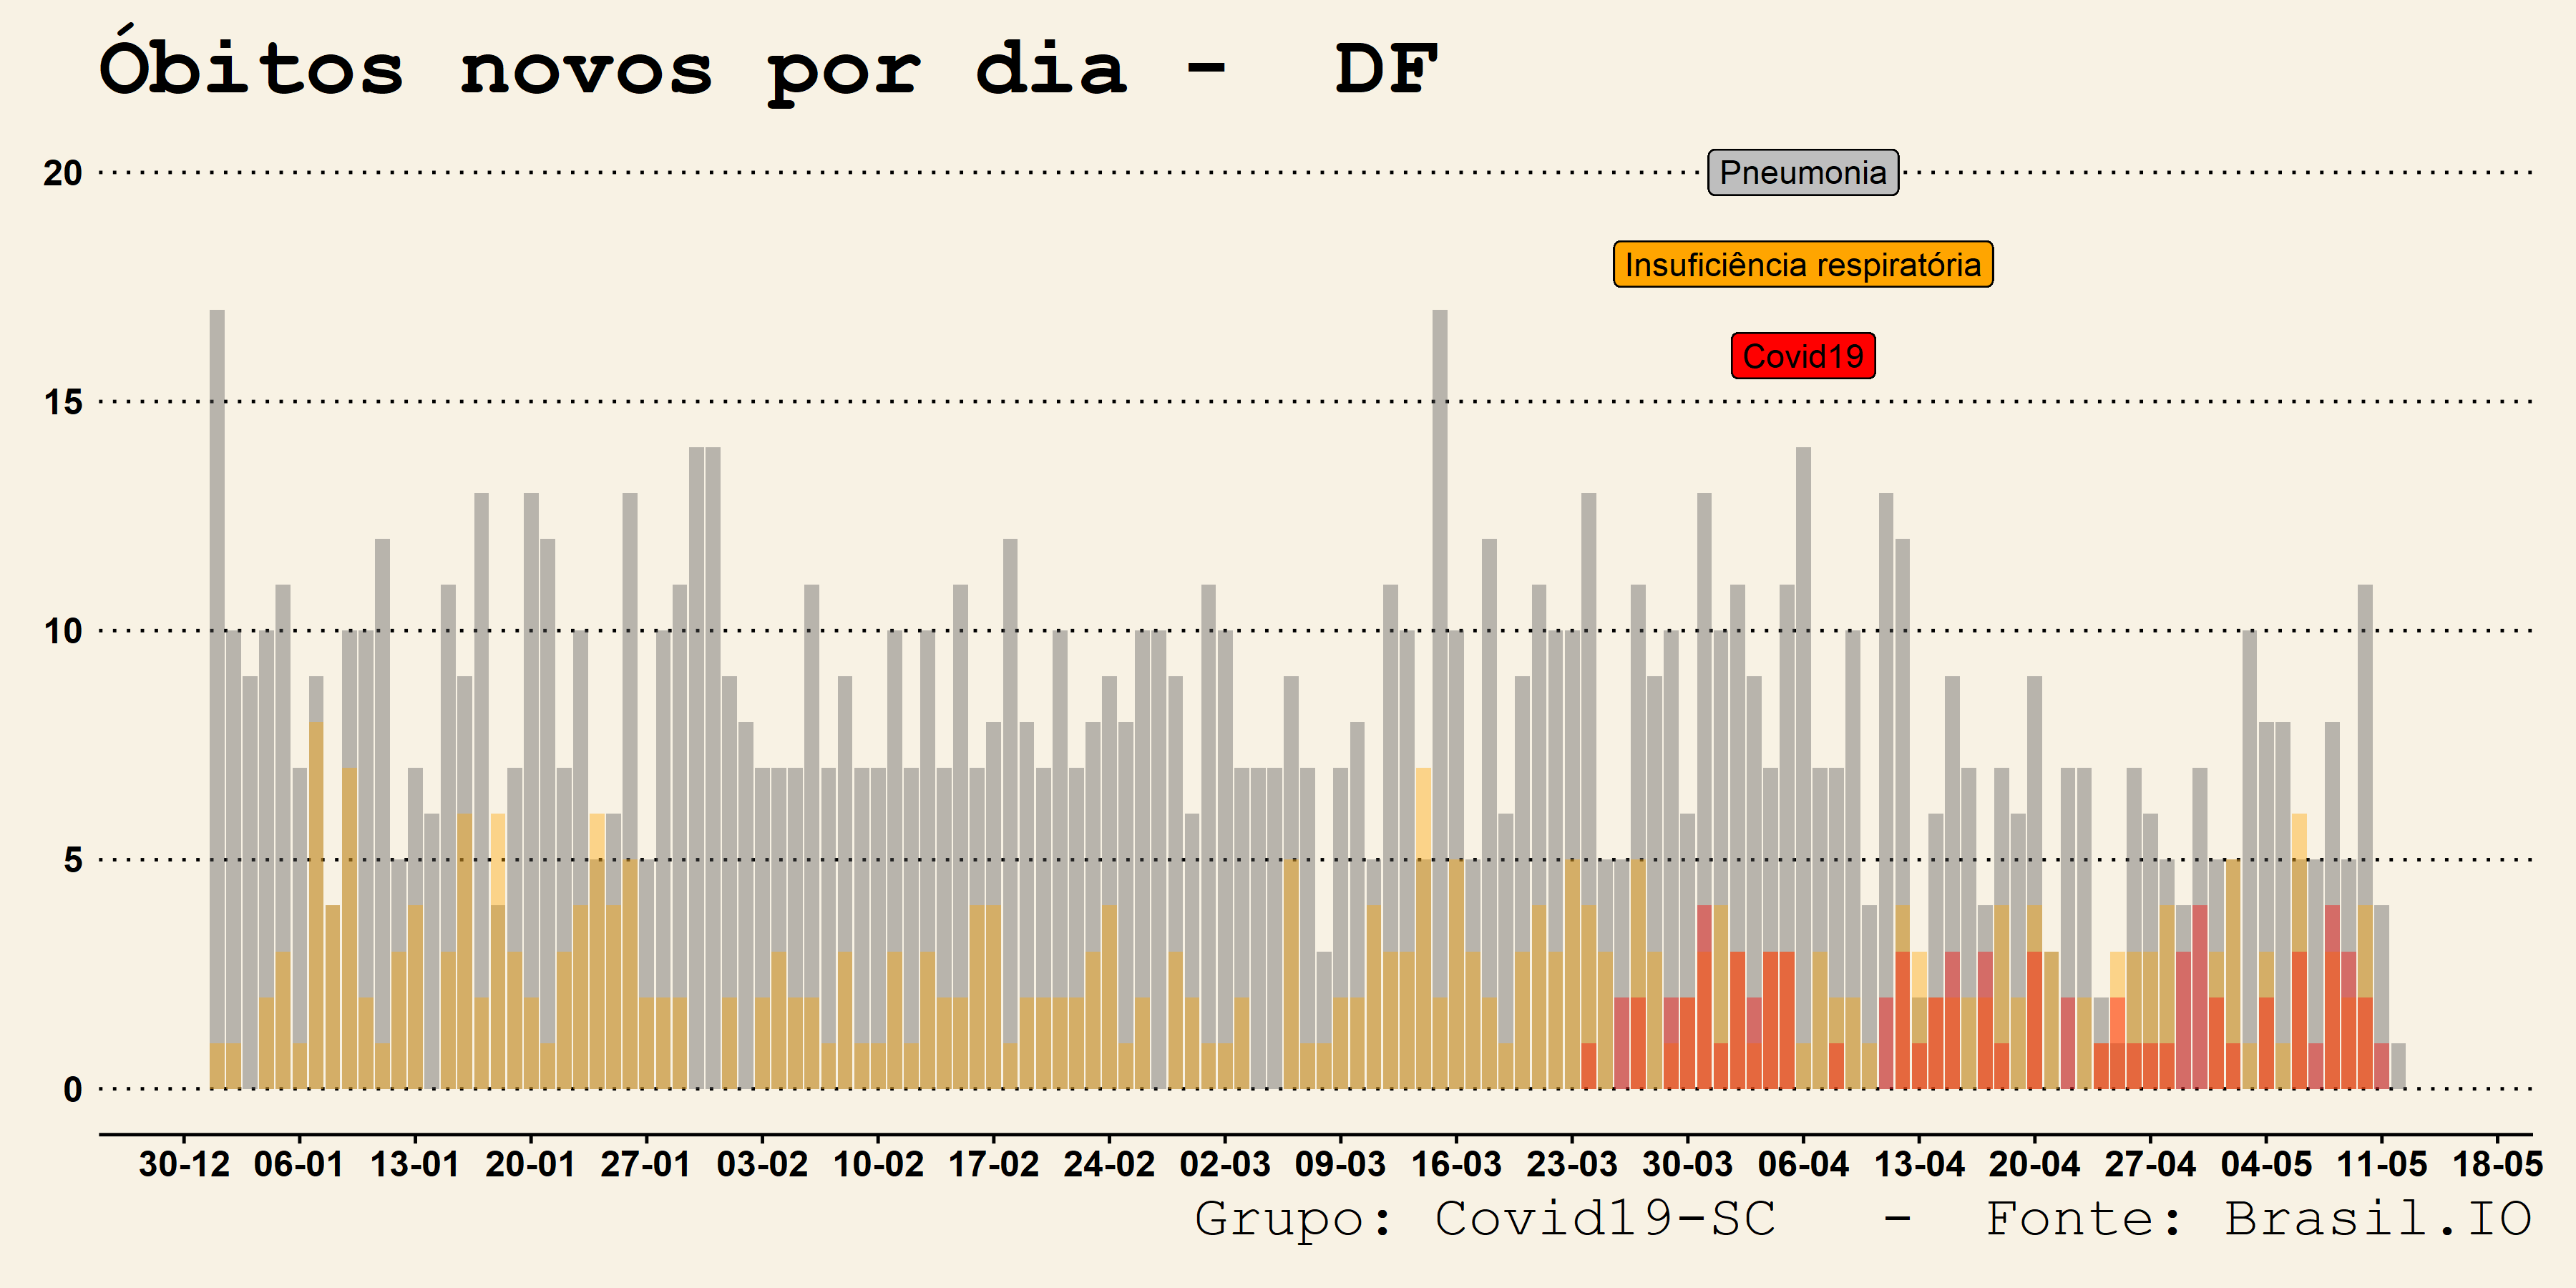 Óbitos novos por dia -  DF
20
Pneumonia
Insuficiência respiratória
Covid19
15
10
5
0
30-12 06-01 13-01 20-01 27-01 03-02 10-02 17-02 24-02 02-03 09-03 16-03 23-03 30-03 06-04 13-04 20-04 27-04 04-05 11-05 18-05
Grupo: Covid19-SC  -  Fonte: Brasil.IO